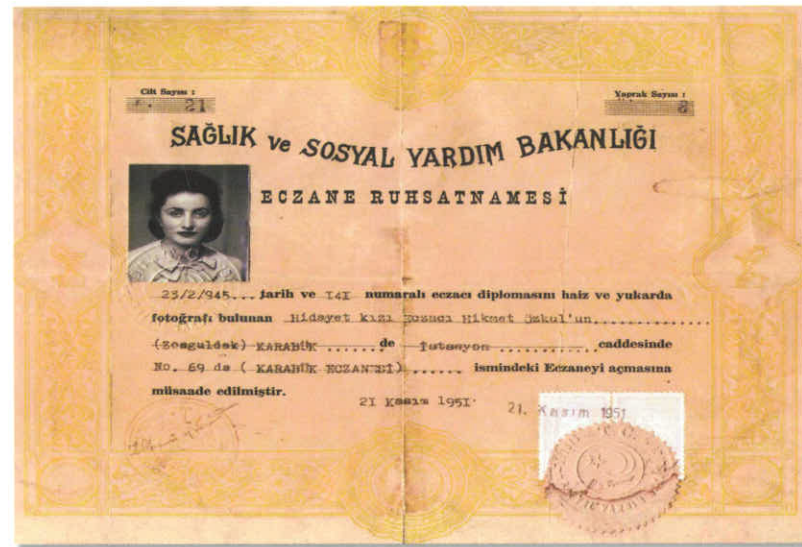 Cilt Sayısı :
21
Yaprak Sayısı :
8
SAĞLIK ve SOSYAL YARDIM BAKANLIĞI
ECZANE RUHSATNAMESİ
23/2/945... tarih ve I4I numaralı eczacı diplomasını haiz ve yukarda
fotoğrafı bulunan Hidayet kızı Eczacı Hikmet Özkul'un..............
(Zonguldak) KARABÜK ....... de İstasyon ............ caddesinde
No. 69 da ( KARABÜK ECZANESİ) ...... ismindeki Eczaneyi açmasına
müsaade edilmiştir.
2I Kasım 1951.
21. Kasım 1951